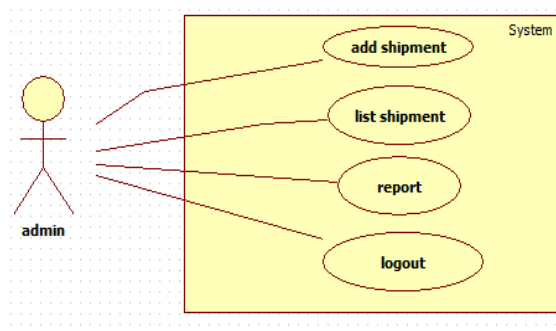 System
add shipment
list shipment
report
admin
logout